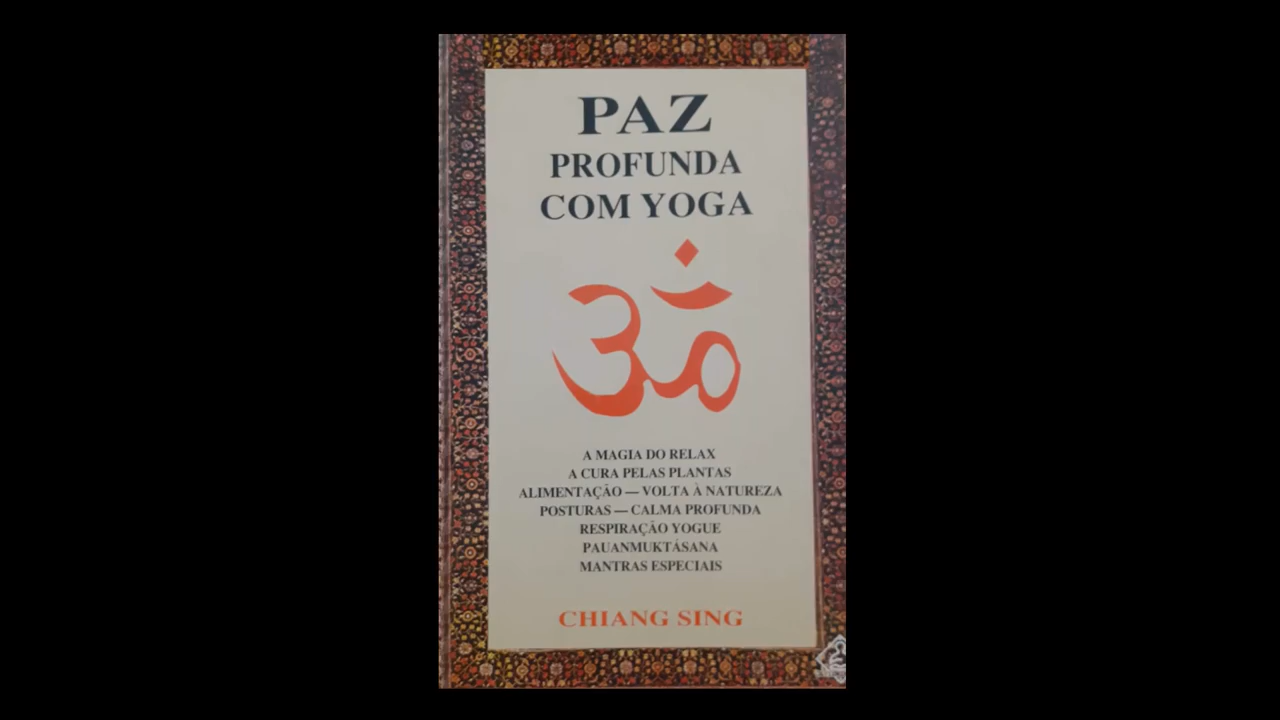 PAZ
PROFUNDA
COM YOGA
ॐ
A MAGIA DO RELAX
A CURA PELAS PLANTAS
ALIMENTAÇÃO — VOLTA À NATUREZA
POSTURAS — CALMA PROFUNDA
RESPIRAÇÃO YOGUE
PAUANMUKTÁSANA
MANTRAS ESPECIAIS
CHIANG SING